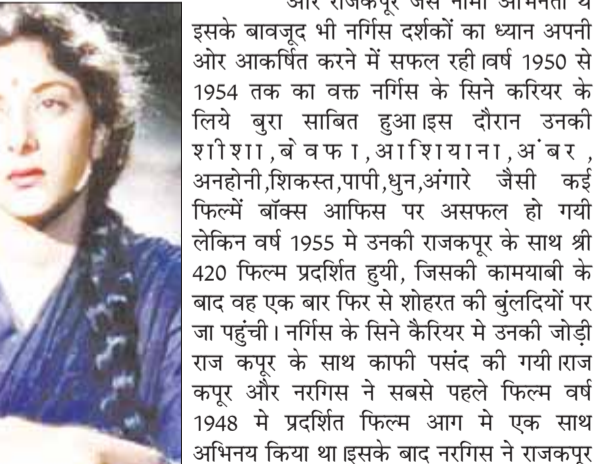 और राजकपूर जैसे नामी अभिनेता थे
इसके बावजूद भी नर्गिस दर्शकों का ध्यान अपनी
ओर आकर्षित करने में सफल रही।वर्ष 1950 से
1954 तक का वक्त नर्गिस के सिने करियर के
लिये बुरा साबित हुआ।इस दौरान उनकी
शीशा,बेवफा,आशियाना,अंबर,
अनहोनी,शिकस्त,पापी,धुन,अंगारे जैसी कई
फिल्में बॉक्स आफिस पर असफल हो गयी
लेकिन वर्ष 1955 मे उनकी राजकपूर के साथ श्री
420 फिल्म प्रदर्शित हुयी, जिसकी कामयाबी के
बाद वह एक बार फिर से शोहरत की बुंलदियों पर
जा पहुंची। नर्गिस के सिने कैरियर मे उनकी जोड़ी
राज कपूर के साथ काफी पसंद की गयी।राज
कपूर और नरगिस ने सबसे पहले फिल्म वर्ष
1948 मे प्रदर्शित फिल्म आग मे एक साथ
अभिनय किया था।इसके बाद नरगिस ने राजकपूर